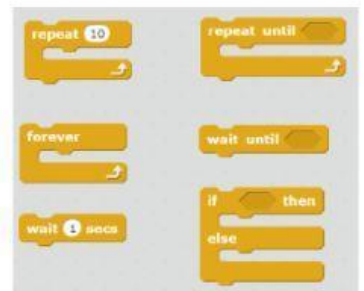 repeat 10
repeat until
forever
wait until
wait 1 secs
if then
else